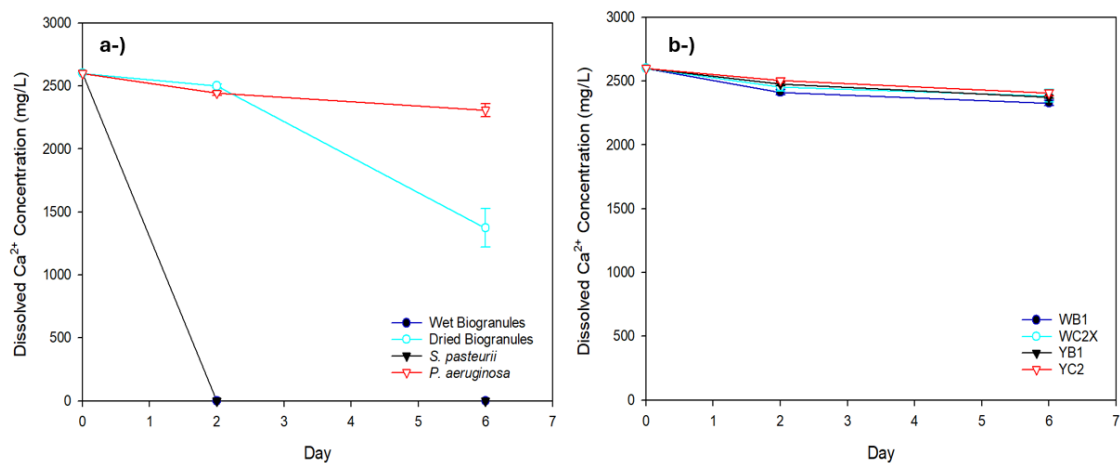 a-)
Dissolved Ca²⁺ Concentration (mg/L)
3000
2500
2000
1500
1000
500
0
0 1 2 3 4 5 6 7
Day
Wet Biogranules
Dried Biogranules
S. pasteurii
P. aeruginosa
b-)
Dissolved Ca²⁺ Concentration (mg/L)
3000
2500
2000
1500
1000
500
0
0 1 2 3 4 5 6 7
Day
WB1
WC2X
YB1
YC2